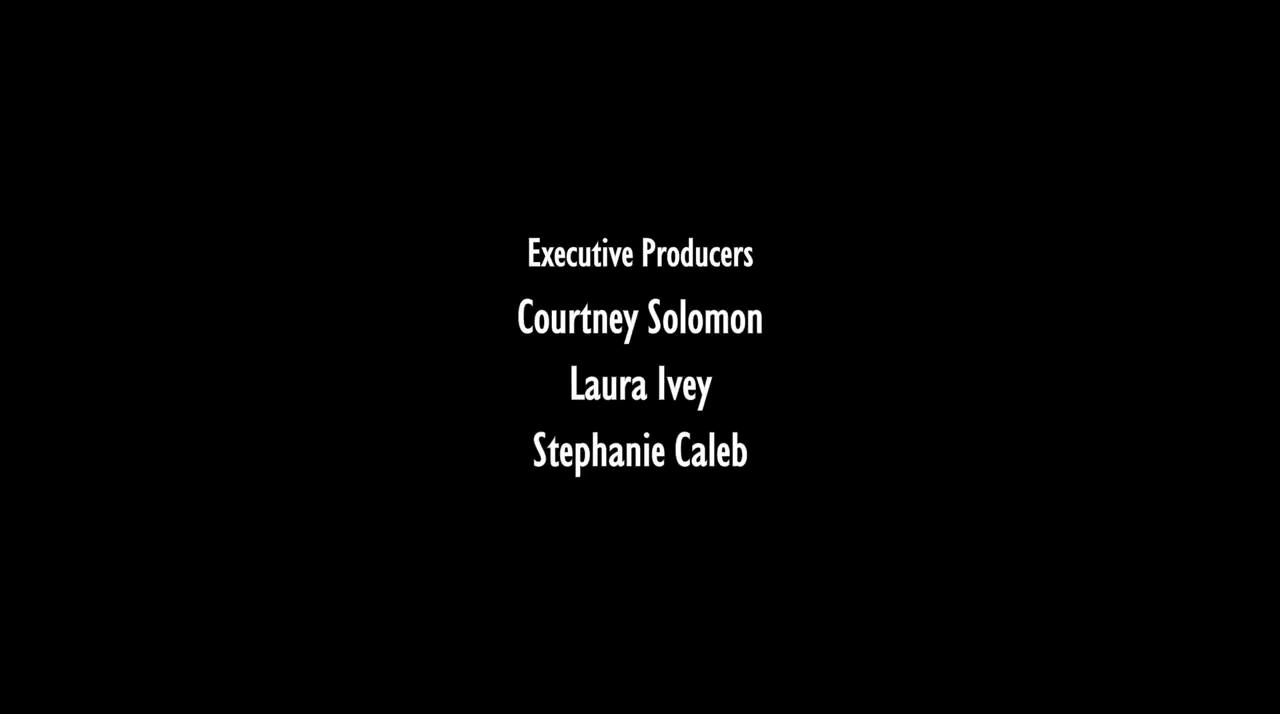 Executive Producers
Courtney Solomon
Laura Ivey
Stephanie Caleb